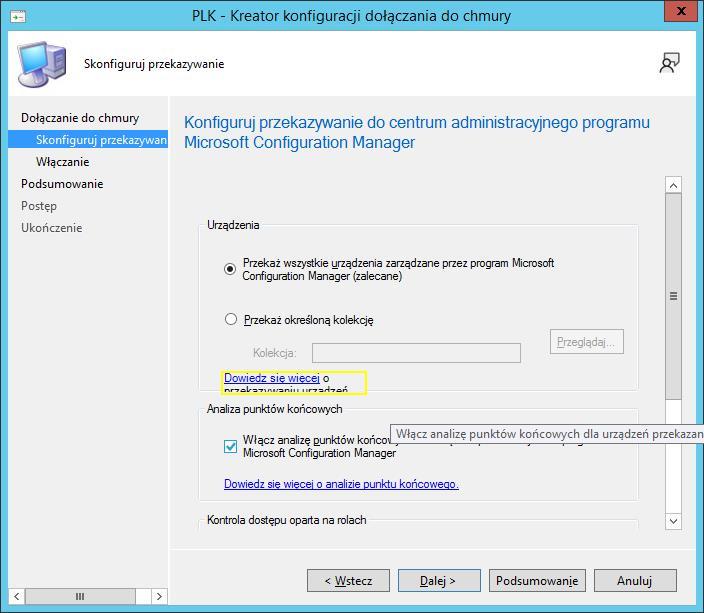 PLK - Kreator konfiguracji dołączania do chmury
Skonfiguruj przekazywanie
Dołączanie do chmury
Skonfiguruj przekazywan
Włączanie
Podsumowanie
Postęp
Ukończenie
Konfiguruj przekazywanie do centrum administracyjnego programu
Microsoft Configuration Manager
Urządzenia
Przekaż wszystkie urządzenia zarządzane przez program Microsoft
Configuration Manager (zalecane)
Przekaż określoną kolekcję
Kolekcja:
Przeglądaj...
Dowiedz się więcej o
przekazywaniu urządzeń
Analiza punktów końcowych
Włącz analizę punktów końcow
Microsoft Configuration Manager
Włącz analizę punktów końcowych dla urządzeń przekazan
Dowiedz się więcej o analizie punktu końcowego.
Kontrola dostępu oparta na rolach
< Wstecz
Dalej >
Podsumowanie
Anuluj